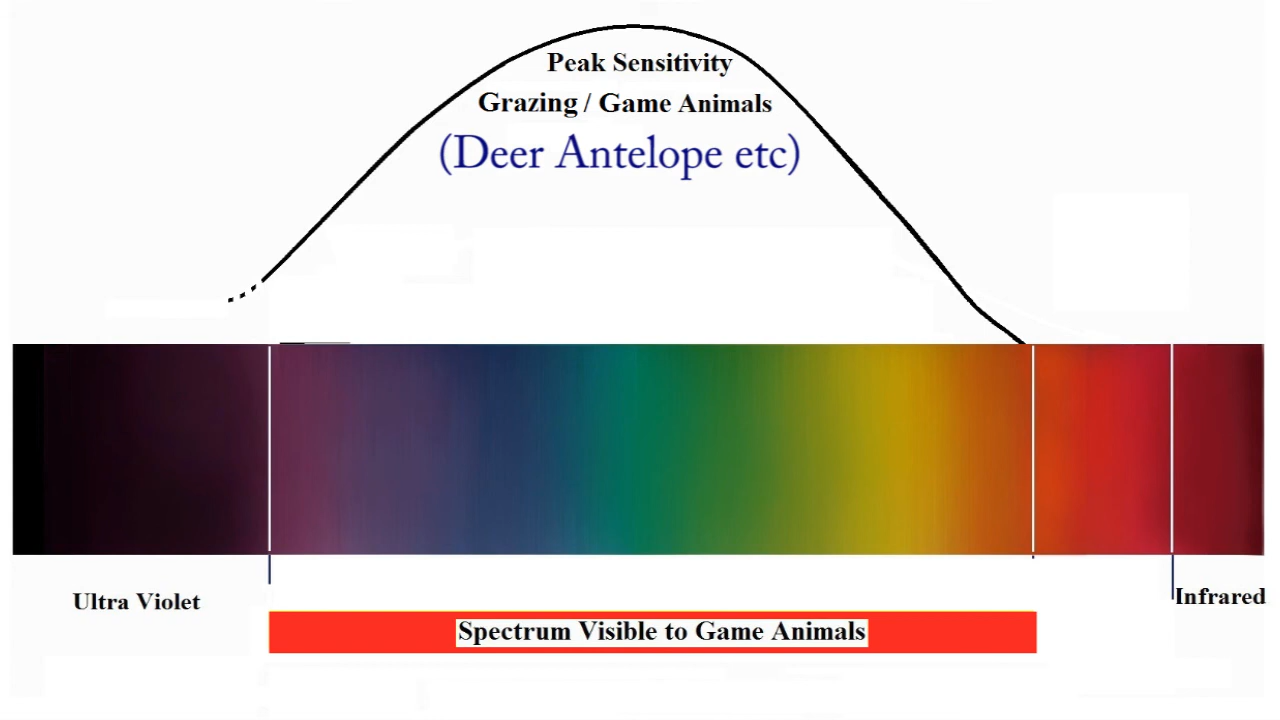 Peak Sensitivity
Grazing / Game Animals
(Deer Antelope etc)
Ultra Violet
Infrared
Spectrum Visible to Game Animals